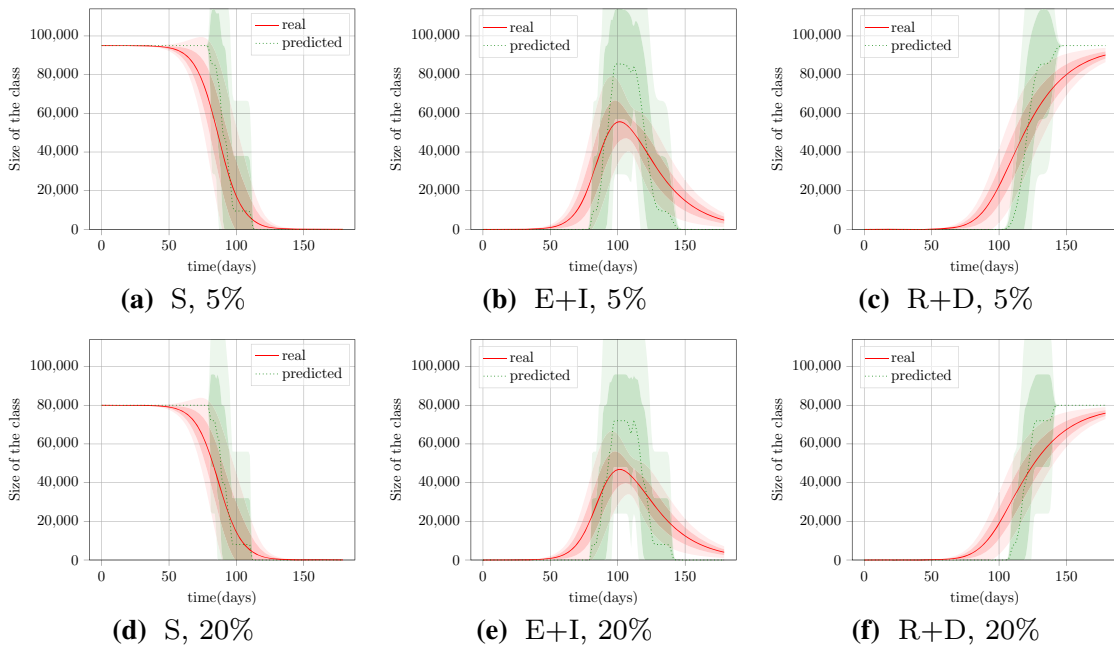 real
predicted
100,000
80,000
60,000
40,000
20,000
0
Size of the class
0 50 100 150
time(days)
(a) S, 5%
real
predicted
100,000
80,000
60,000
40,000
20,000
0
Size of the class
0 50 100 150
time(days)
(b) E+I, 5%
real
predicted
100,000
80,000
60,000
40,000
20,000
0
Size of the class
0 50 100 150
time(days)
(c) R+D, 5%
real
predicted
100,000
80,000
60,000
40,000
20,000
0
Size of the class
0 50 100 150
time(days)
(d) S, 20%
real
predicted
100,000
80,000
60,000
40,000
20,000
0
Size of the class
0 50 100 150
time(days)
(e) E+I, 20%
real
predicted
100,000
80,000
60,000
40,000
20,000
0
Size of the class
0 50 100 150
time(days)
(f) R+D, 20%